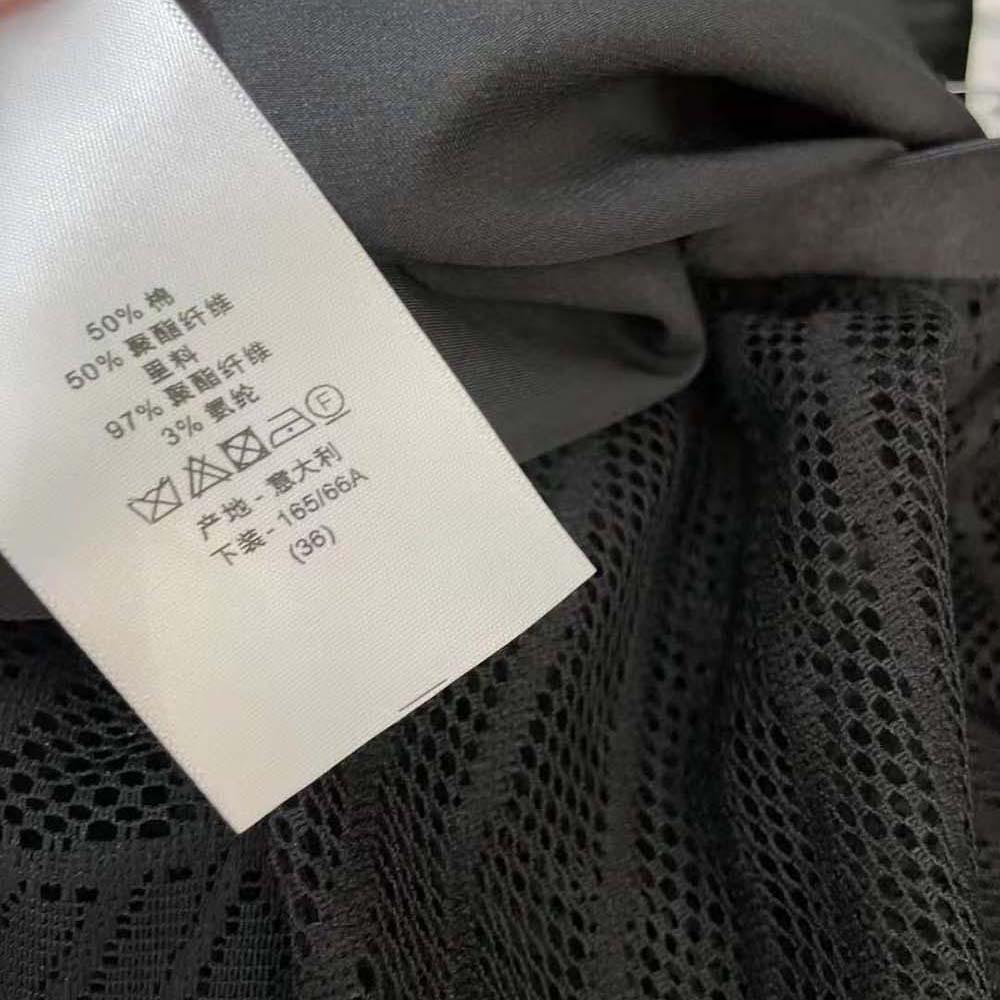 50% 棉
50% 聚酯纤维
里料
97% 聚酯纤维
3% 氨纶
F
产地 - 意大利
下装 - 165/66A
(36)